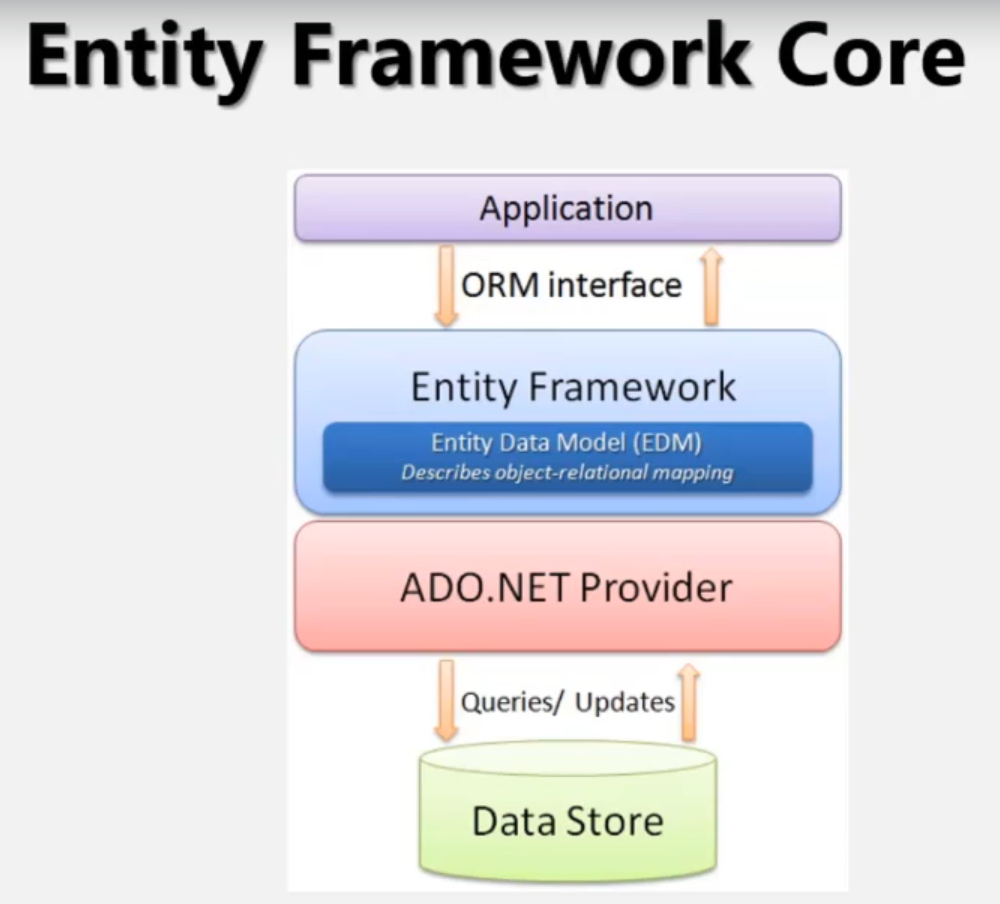 Entity Framework Core
Application
ORM interface
Entity Framework
Entity Data Model (EDM)
Describes object-relational mapping
ADO.NET Provider
Queries/ Updates
Data Store